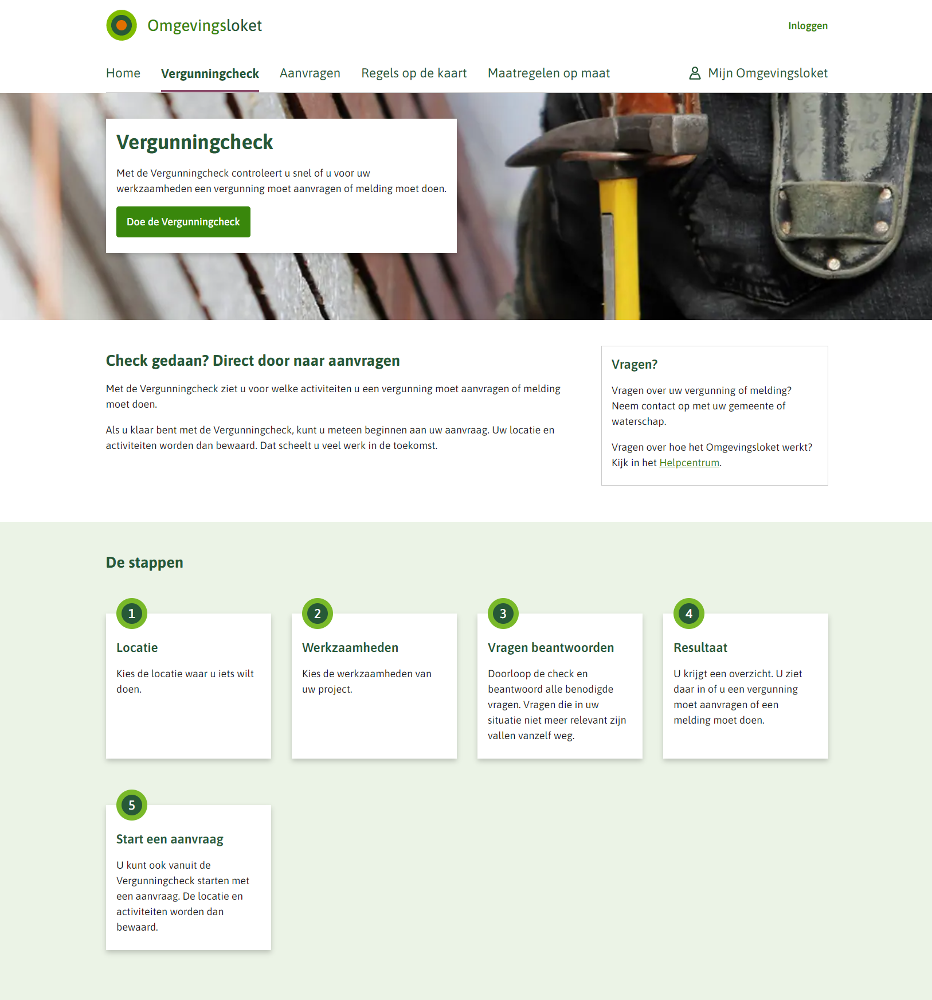 Omgevingsloket
Inloggen
Home
Vergunningcheck
Aanvragen
Regels op de kaart
Maatregelen op maat
Mijn Omgevingsloket
Vergunningcheck
Met de Vergunningcheck controleert u snel of u voor uw
werkzaamheden een vergunning moet aanvragen of melding moet doen.
Doe de Vergunningcheck
Check gedaan? Direct door naar aanvragen
Met de Vergunningcheck ziet u voor welke activiteiten u een vergunning moet aanvragen of melding
moet doen.
Als u klaar bent met de Vergunningcheck, kunt u meteen beginnen aan uw aanvraag. Uw locatie en
activiteiten worden dan bewaard. Dat scheelt u veel werk in de toekomst.
Vragen?
Vragen over uw vergunning of melding?
Neem contact op met uw gemeente of
waterschap.
Vragen over hoe het Omgevingsloket werkt?
Kijk in het Helpcentrum.
De stappen
1
Locatie
Kies de locatie waar u iets wilt
doen.
2
Werkzaamheden
Kies de werkzaamheden van
uw project.
3
Vragen beantwoorden
Doorloop de check en
beantwoord alle benodigde
vragen. Vragen die in uw
situatie niet meer relevant zijn
vallen vanzelf weg.
4
Resultaat
U krijgt een overzicht. U ziet
daar in of u een vergunning
moet aanvragen of een
melding moet doen.
5
Start een aanvraag
U kunt ook vanuit de
Vergunningcheck starten met
een aanvraag. De locatie en
activiteiten worden dan
bewaard.